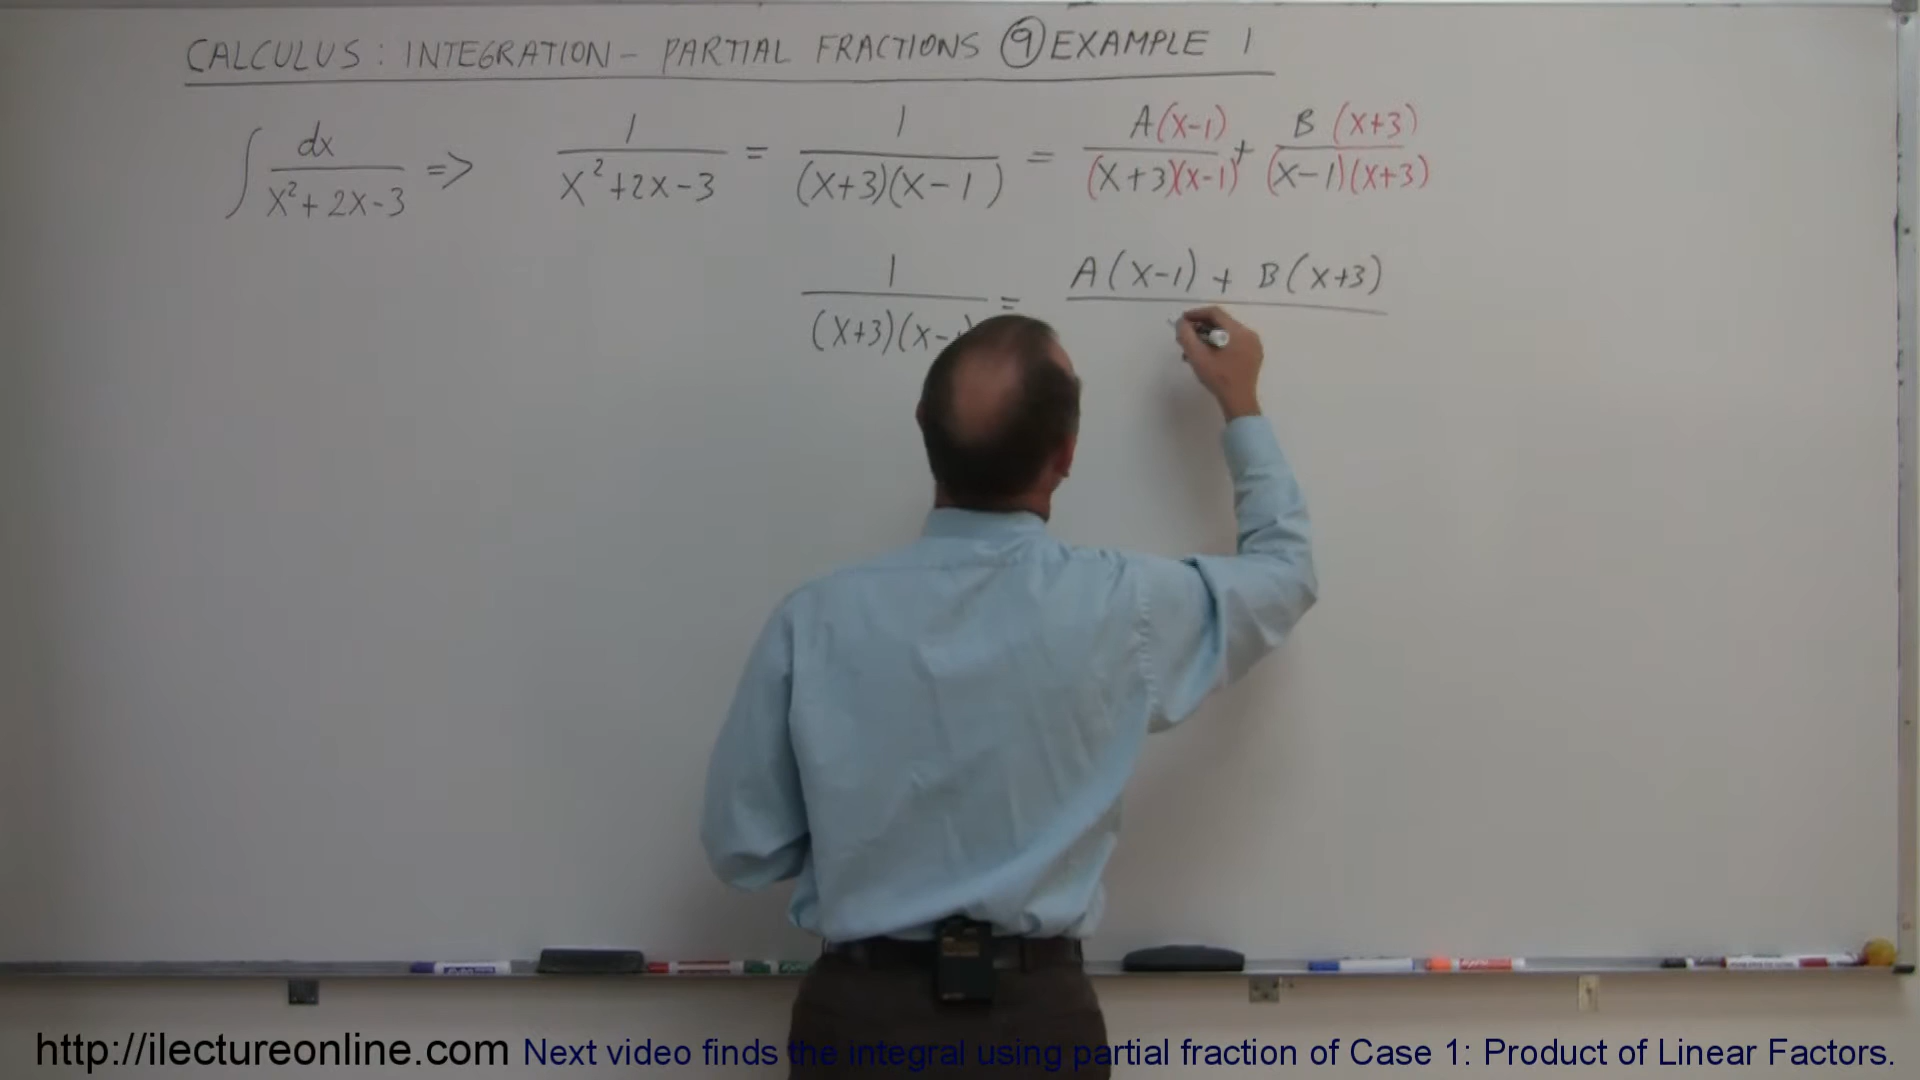 CALCULUS: INTEGRATION - PARTIAL FRACTIONS ⑨ EXAMPLE 1
∫ dx / (x²+2x-3) => 1 / (x²+2x-3) = 1 / ((x+3)(x-1)) = A(x-1) / ((x+3)(x-1)) + B(x+3) / ((x-1)(x+3))
1 / ((x+3)(x- = A(x-1) + B(x+3)
http://ilectureonline.com Next video finds the integral using partial fraction of Case 1: Product of Linear Factors.